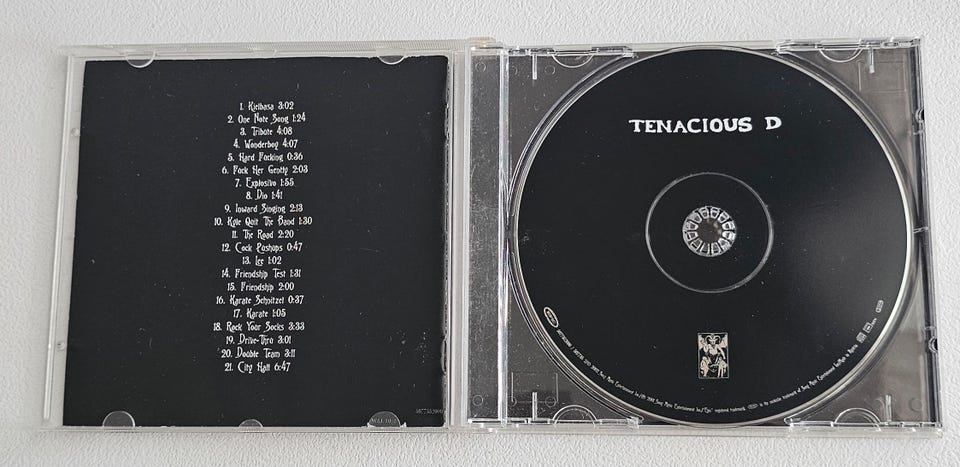 1. Kielbasa 3:02
2. One Note Song 1:24
3. Tribute 4:08
4. Wonderboy 4:07
5. Hard Fucking 0:36
6. Fuck Her Gently 2:03
7. Explosivo 1:55
8. Dio 1:41
9. Inward Singing 2:13
10. Kyle Quit The Band 1:30
11. The Road 2:20
12. Cock Pushups 0:47
13. Lee 1:02
14. Friendship Test 1:31
15. Friendship 2:00
16. Karate Schnitzel 0:37
17. Karate 1:05
18. Rock Your Socks 3:33
19. Drive-Thru 3:01
20. Double Team 3:11
21. City Hall 6:47
TENACIOUS D